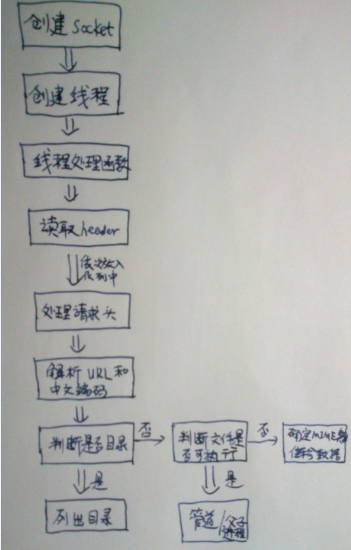 创建Socket
创建线程
线程处理函数
读取header
依次放入
队列中
处理请求头
解析URL和
中文编码
判断是否目录
否
判断文件是
否可执行
否
确定MIME
传输数据
是
是
列出目录
管道/父子
进程